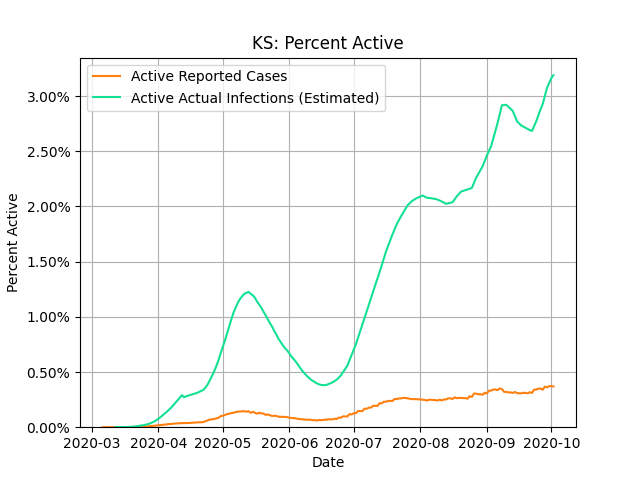 KS: Percent Active
Active Reported Cases
Active Actual Infections (Estimated)
Percent Active
3.00%
2.50%
2.00%
1.50%
1.00%
0.50%
0.00%
2020-03 2020-04 2020-05 2020-06 2020-07 2020-08 2020-09 2020-10
Date